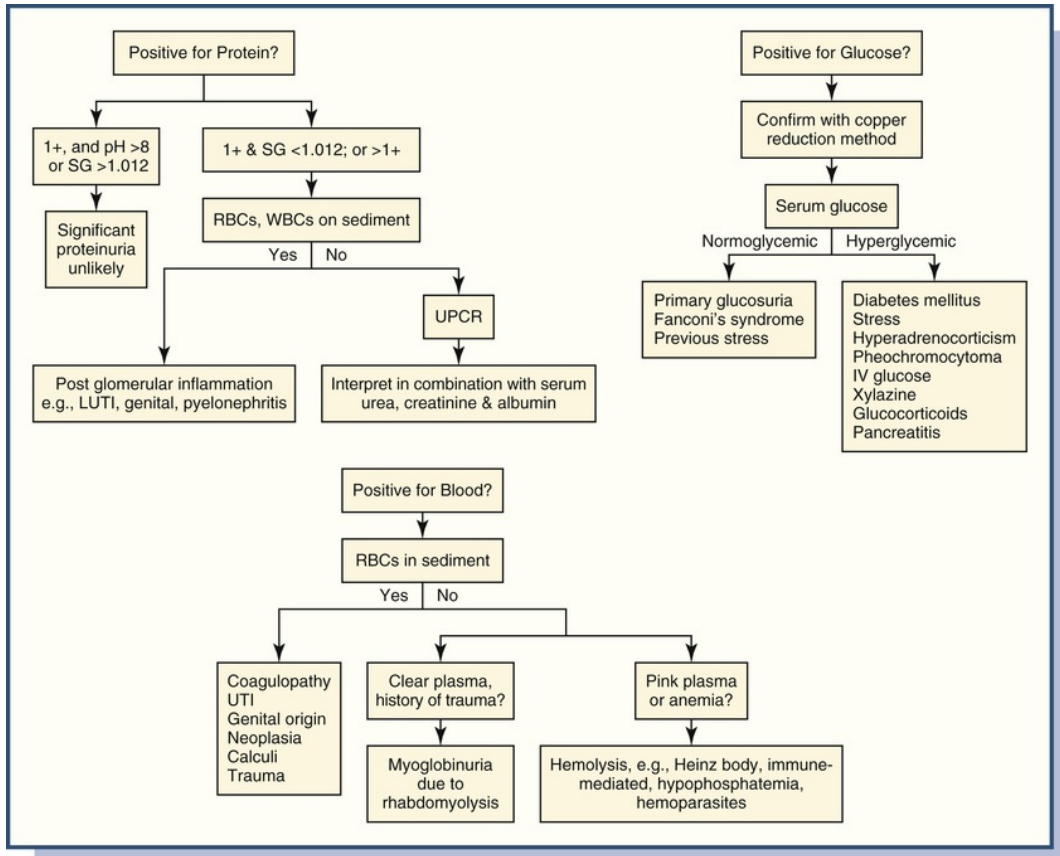 Positive for Protein?
1+, and pH >8
or SG >1.012
1+ & SG <1.012; or >1+
Significant
proteinuria
unlikely
RBCs, WBCs on sediment
Yes
No
UPCR
Post glomerular inflammation
e.g., LUTI, genital, pyelonephritis
Interpret in combination with serum
urea, creatinine & albumin
Positive for Glucose?
Confirm with copper
reduction method
Serum glucose
Normoglycemic
Hyperglycemic
Primary glucosuria
Fanconi's syndrome
Previous stress
Diabetes mellitus
Stress
Hyperadrenocorticism
Pheochromocytoma
IV glucose
Xylazine
Glucocorticoids
Pancreatitis
Positive for Blood?
RBCs in sediment
Yes
No
Coagulopathy
UTI
Genital origin
Neoplasia
Calculi
Trauma
Clear plasma,
history of trauma?
Myoglobinuria
due to
rhabdomyolysis
Pink plasma
or anemia?
Hemolysis, e.g., Heinz body, immune-
mediated, hypophosphatemia,
hemoparasites